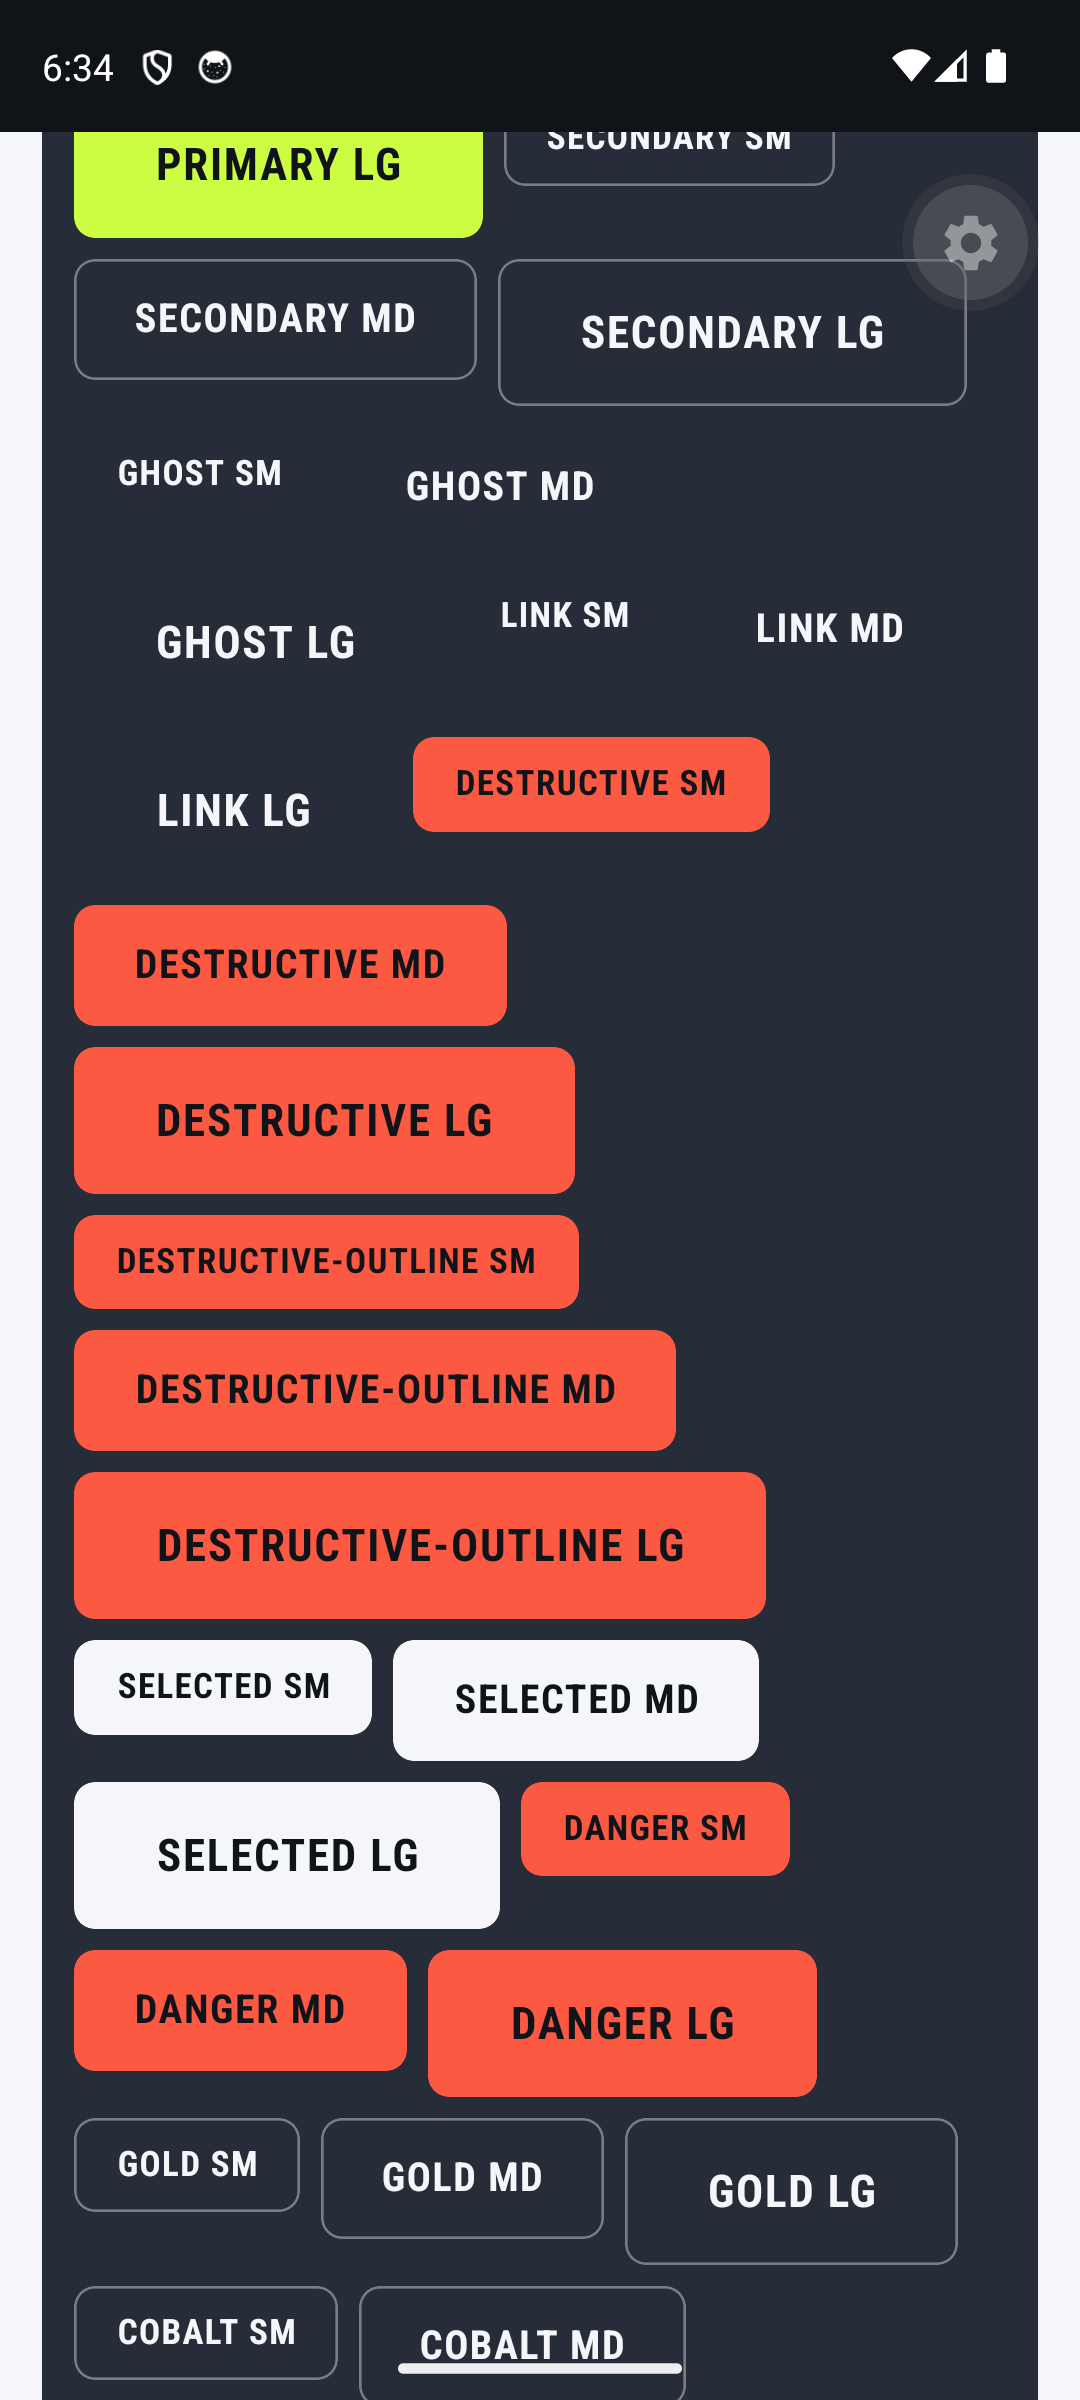 6:34
PRIMARY LG
SECONDARY SM
SECONDARY MD
SECONDARY LG
GHOST SM
GHOST MD
GHOST LG
LINK SM
LINK MD
LINK LG
DESTRUCTIVE SM
DESTRUCTIVE MD
DESTRUCTIVE LG
DESTRUCTIVE-OUTLINE SM
DESTRUCTIVE-OUTLINE MD
DESTRUCTIVE-OUTLINE LG
SELECTED SM
SELECTED MD
SELECTED LG
DANGER SM
DANGER MD
DANGER LG
GOLD SM
GOLD MD
GOLD LG
COBALT SM
COBALT MD